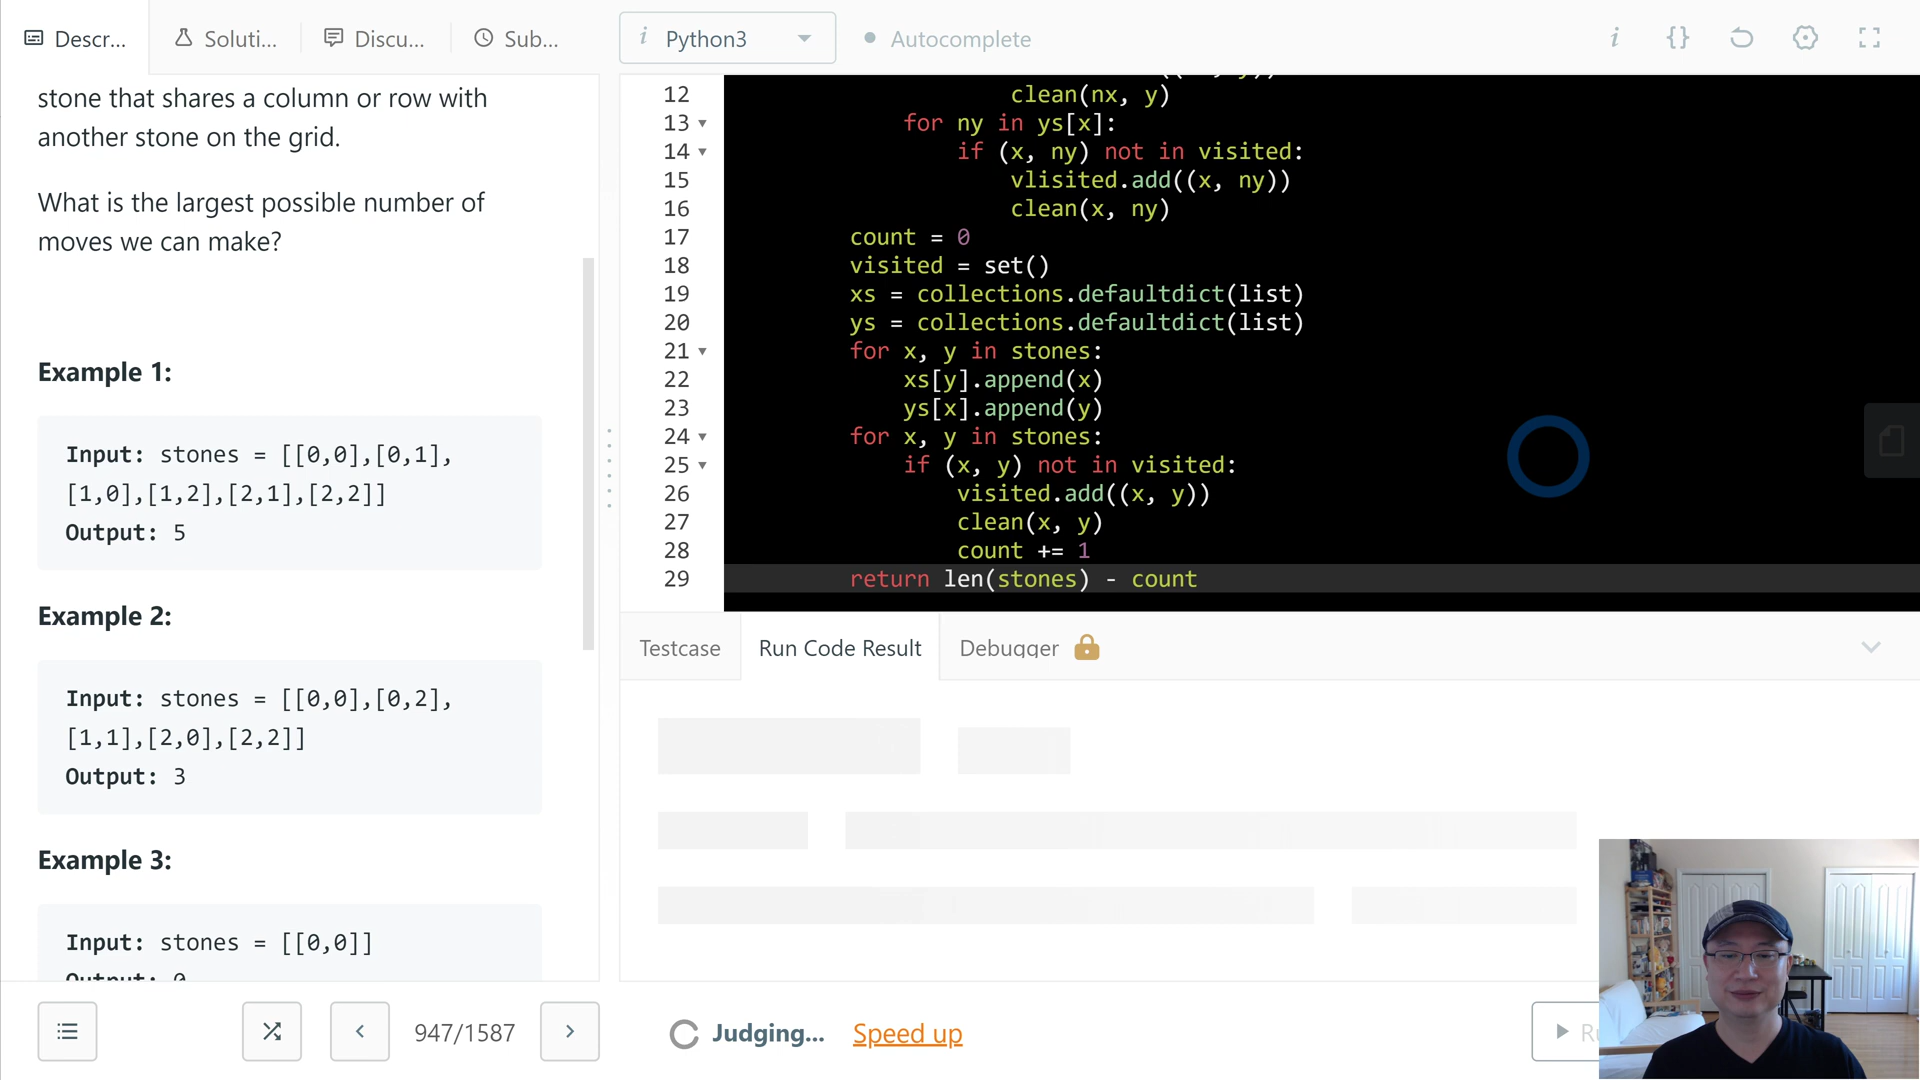 Descr...
Soluti...
Discu...
Sub...
i Python3
Autocomplete
i {}
stone that shares a column or row with
another stone on the grid.
What is the largest possible number of
moves we can make?
Example 1:
Input: stones = [[0,0],[0,1],
[1,0],[1,2],[2,1],[2,2]]
Output: 5
Example 2:
Input: stones = [[0,0],[0,2],
[1,1],[2,0],[2,2]]
Output: 3
Example 3:
Input: stones = [[0,0]]
Output: 0
947/1587
12 clean(nx, y)
13 for ny in ys[x]:
14 if (x, ny) not in visited:
15 vlisited.add((x, ny))
16 clean(x, ny)
17 count = 0
18 visited = set()
19 xs = collections.defaultdict(list)
20 ys = collections.defaultdict(list)
21 for x, y in stones:
22 xs[y].append(x)
23 ys[x].append(y)
24 for x, y in stones:
25 if (x, y) not in visited:
26 visited.add((x, y))
27 clean(x, y)
28 count += 1
29 return len(stones) - count
Testcase
Run Code Result
Debugger
Judging...
Speed up